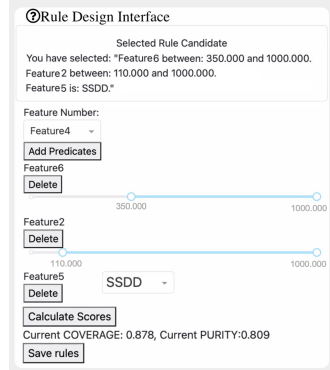 ?Rule Design Interface
Selected Rule Candidate
You have selected: "Feature6 between: 350.000 and 1000.000.
Feature2 between: 110.000 and 1000.000.
Feature5 is: SSDD."
Feature Number:
Feature4
Add Predicates
Feature6
Delete
350.000 1000.000
Feature2
Delete
110.000 1000.000
Feature5 SSDD
Delete
Calculate Scores
Current COVERAGE: 0.878, Current PURITY:0.809
Save rules